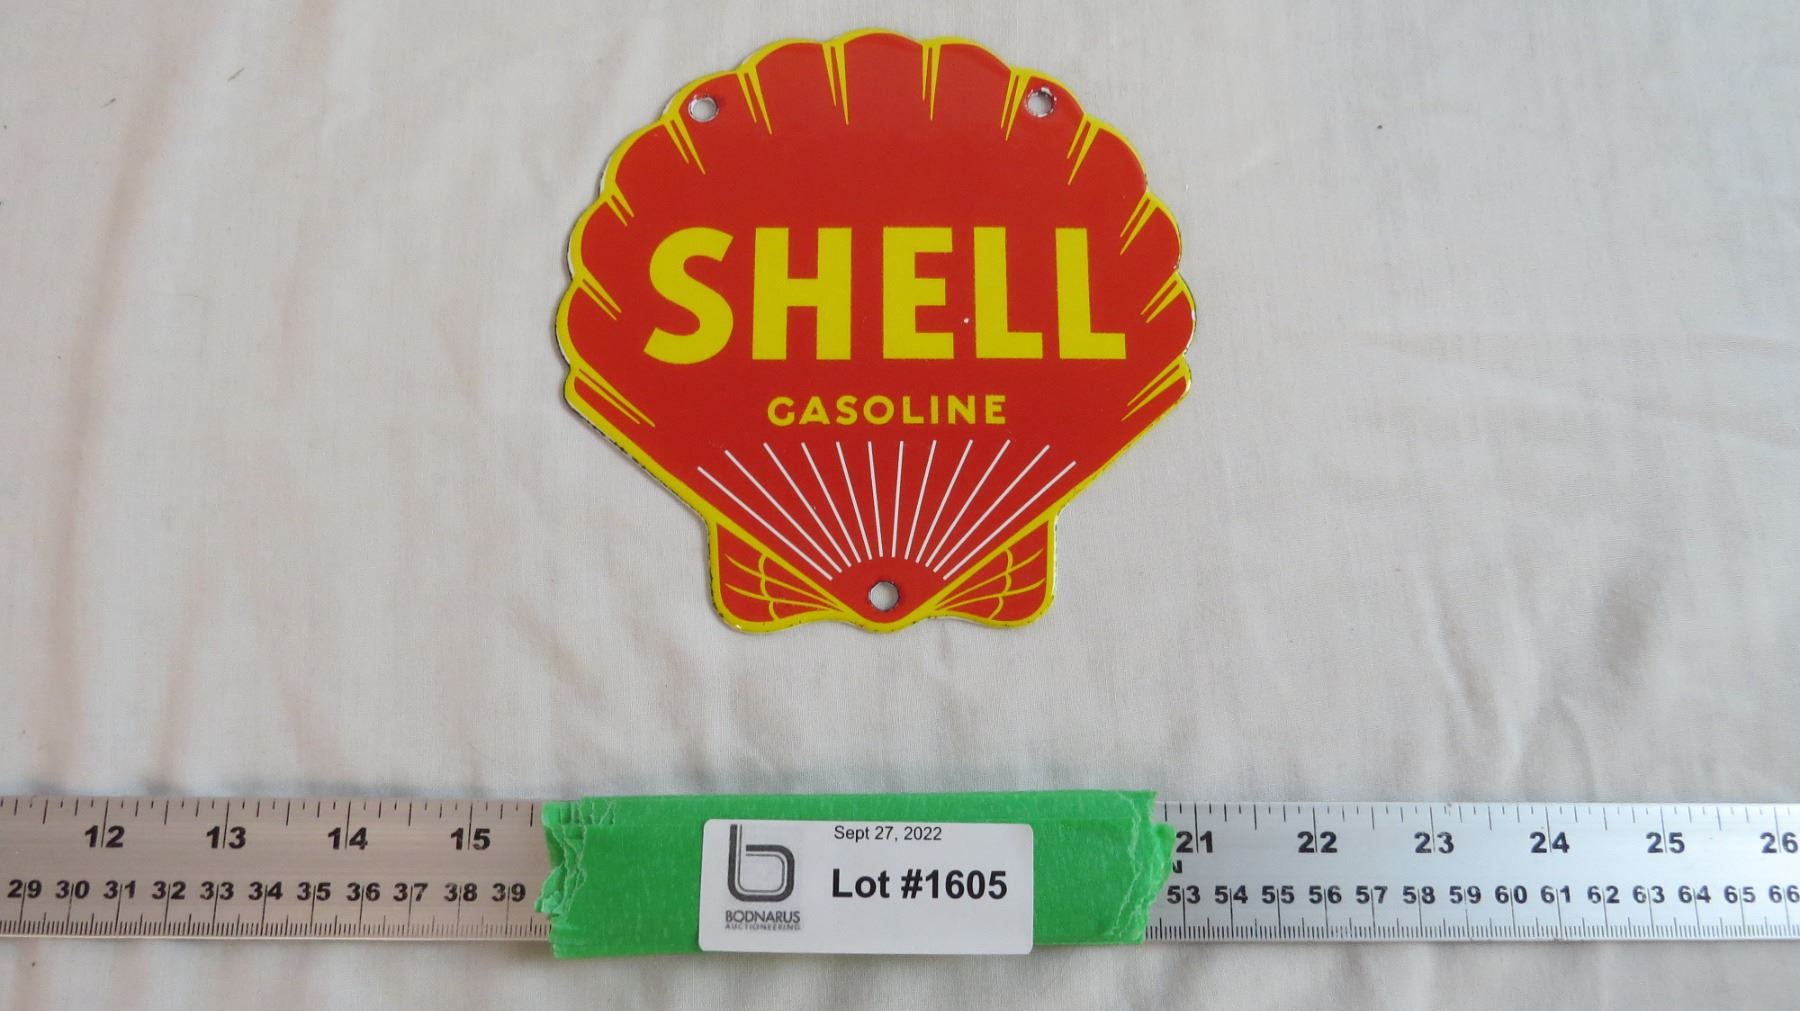 SHELL
GASOLINE
12 13 14 15 21 22 23 24 25 26
29 30 31 32 33 34 35 36 37 38 39 53 54 55 56 57 58 59 60 61 62 63 64 65 66
Sept 27, 2022
Lot #1605
BODNARUS
AUCTIONEERING